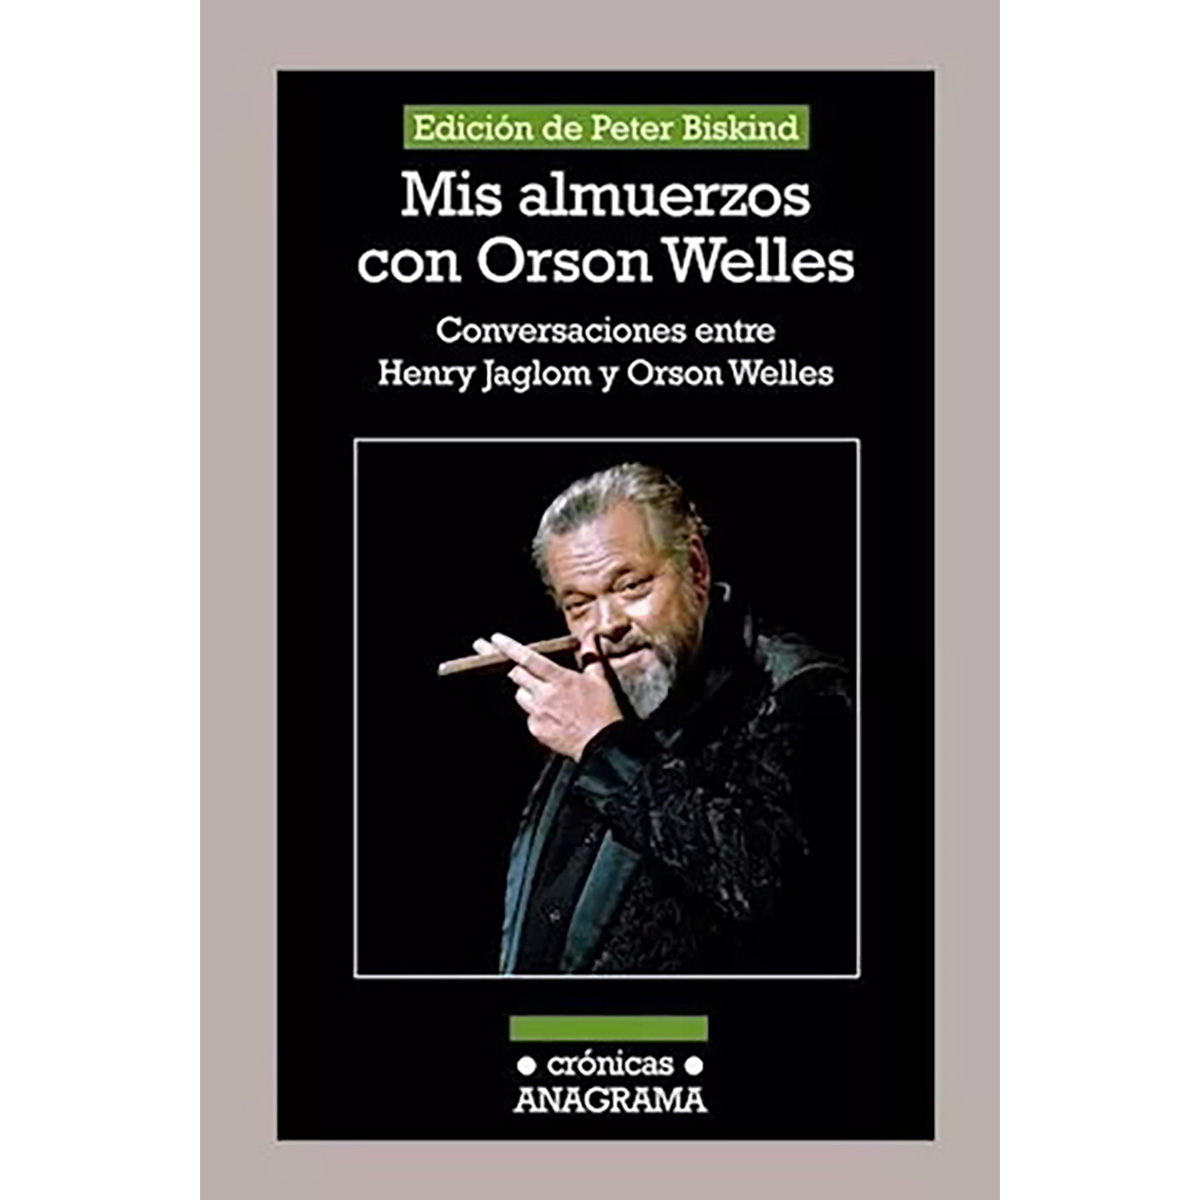 Edición de Peter Biskind
Mis almuerzos
con Orson Welles
Conversaciones entre
Henry Jaglom y Orson Welles
• crónicas •
ANAGRAMA